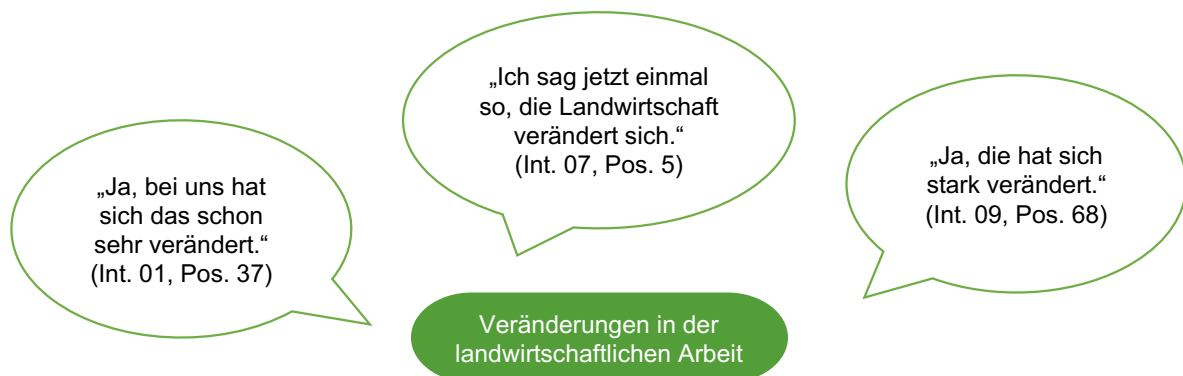 „Ja, bei uns hat
sich das schon
sehr verändert.“
(Int. 01, Pos. 37)
„Ich sag jetzt einmal
so, die Landwirtschaft
verändert sich.“
(Int. 07, Pos. 5)
„Ja, die hat sich
stark verändert.“
(Int. 09, Pos. 68)
Veränderungen in der
landwirtschaftlichen Arbeit